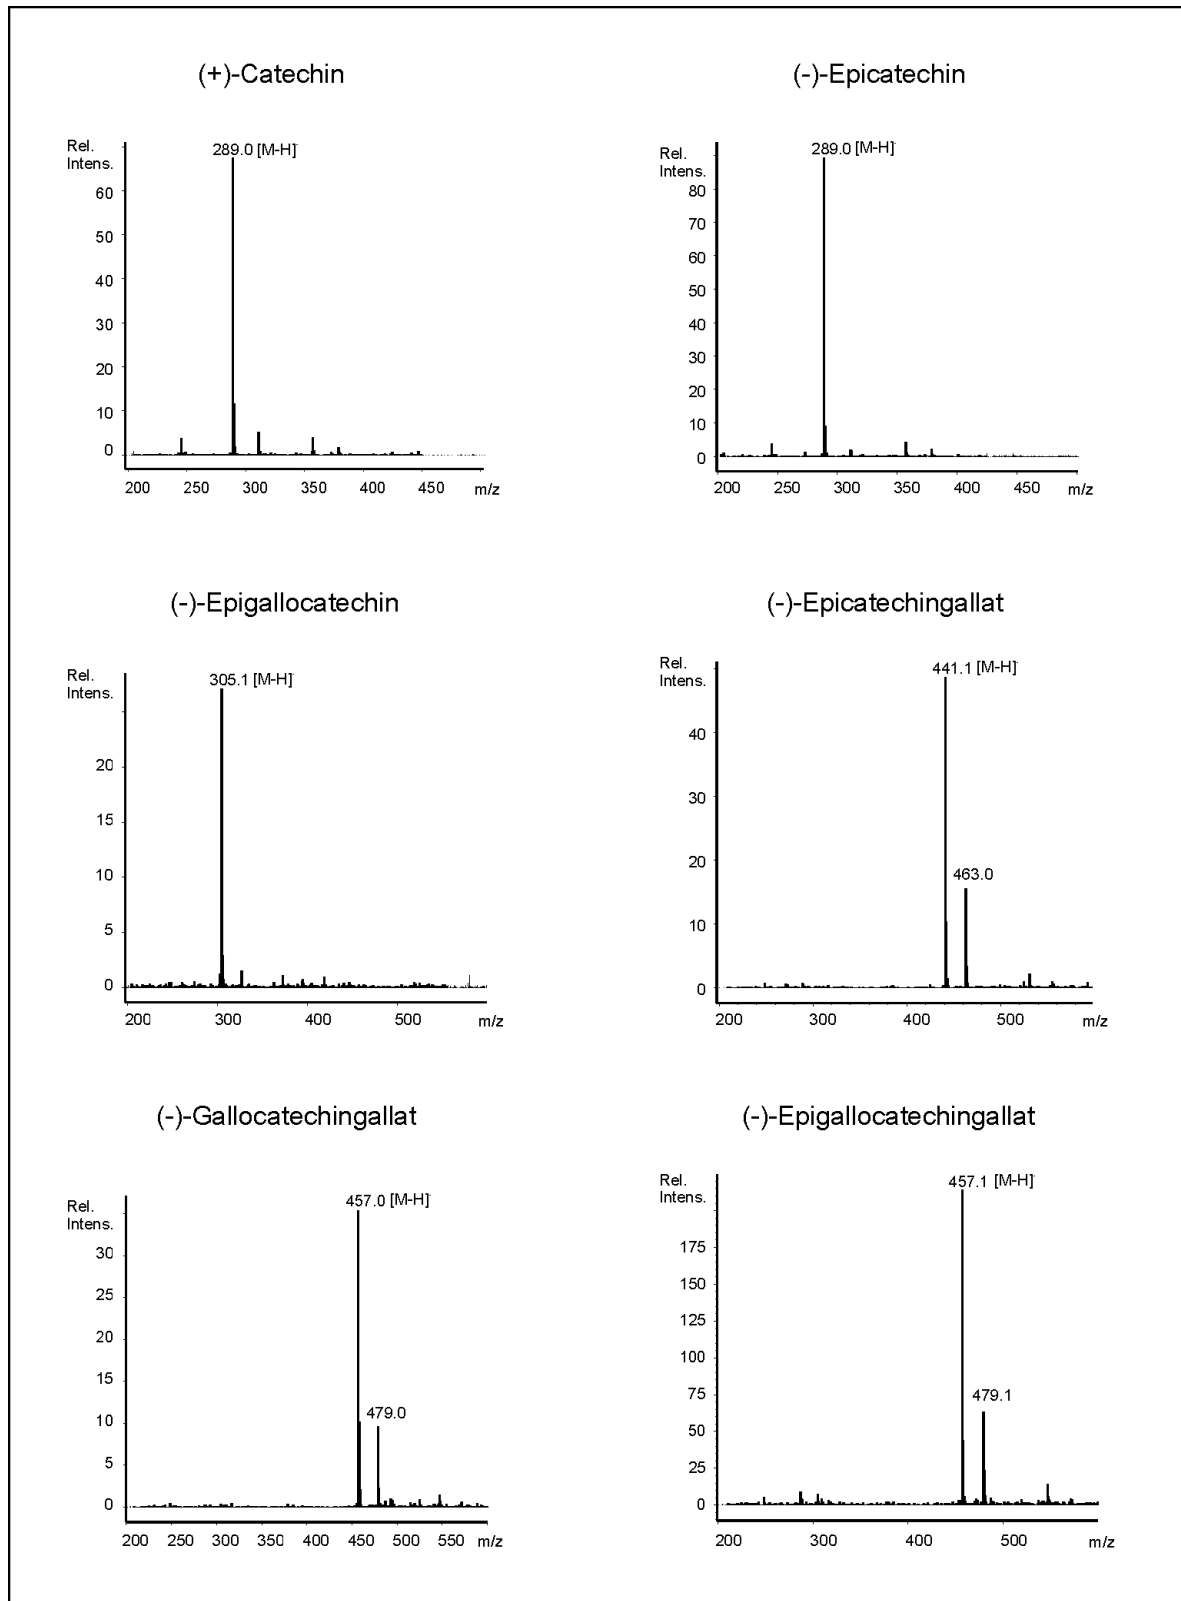 (+)-Catechin
Rel.
Intens.
289.0 [M-H]-
60
50
40
30
20
10
0
200 250 300 350 400 450 m/z
(-)-Epicatechin
Rel.
Intens.
289.0 [M-H]-
80
70
60
50
40
30
20
10
0
200 250 300 350 400 450 m/z
(-)-Epigallocatechin
Rel.
Intens.
305.1 [M-H]-
20
15
10
5
0
200 300 400 500 m/z
(-)-Epicatechingallat
Rel.
Intens.
441.1 [M-H]-
40
30
463.0
20
10
0
200 300 400 500 m/z
(-)-Gallocatechingallat
Rel.
Intens.
457.0 [M-H]-
30
25
20
15
479.0
10
5
0
200 250 300 350 400 450 500 550 m/z
(-)-Epigallocatechingallat
Rel.
Intens.
457.1 [M-H]-
175
150
125
100
75
479.1
50
25
0
200 300 400 500 m/z